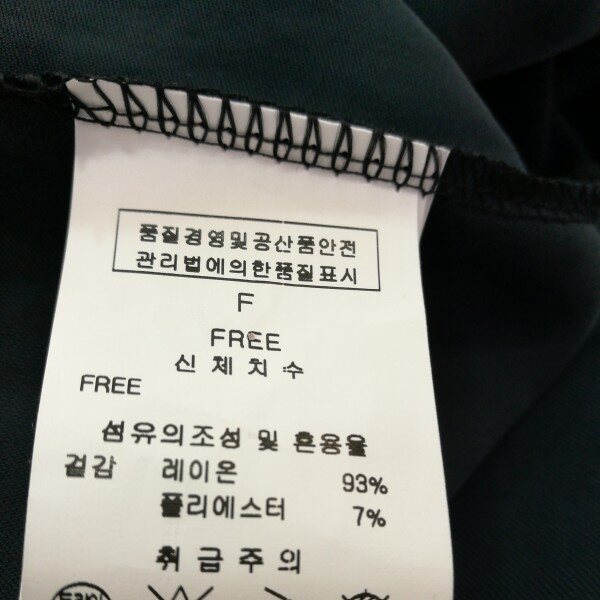 품질경영및공산품안전
관리법에의한품질표시
F
FREE
신체치수
FREE
섬유의조성 및 혼용율
겉감 레이온 93%
폴리에스터 7%
취급주의